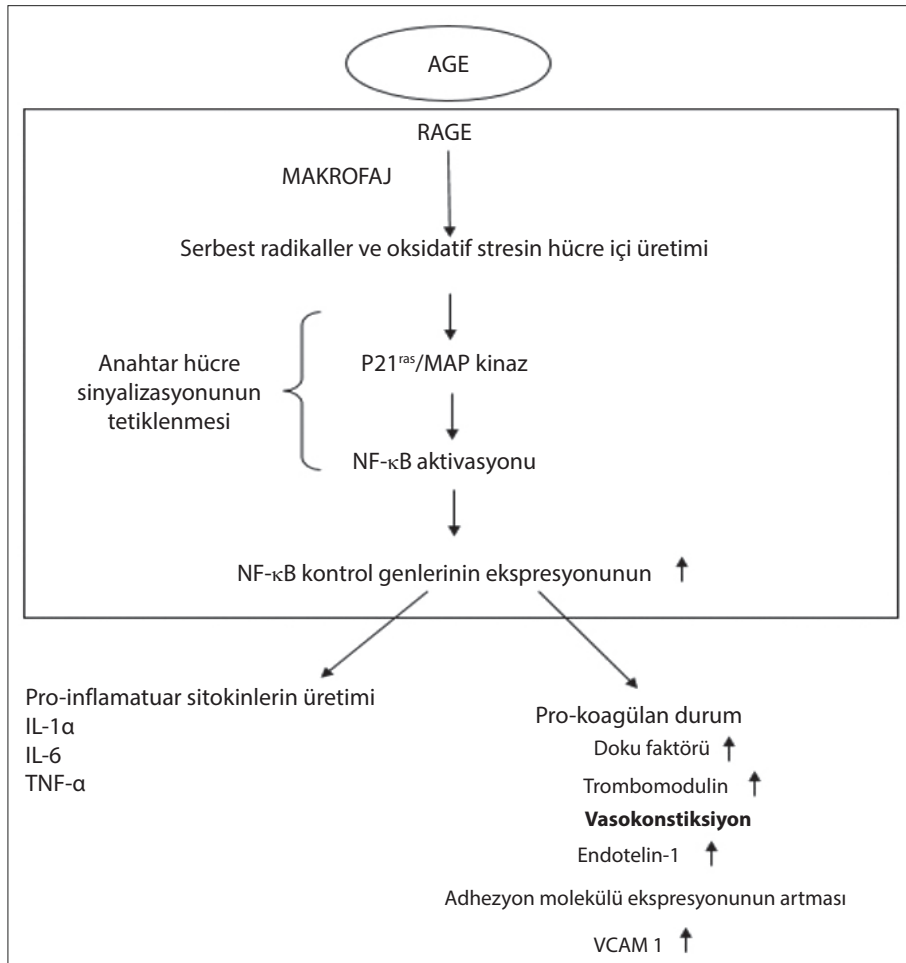 AGE
RAGE
MAKROFAJ
Serbest radikaller ve oksidatif stresin hücre içi üretimi
Anahtar hücre
sinyalizasyonunun
tetiklenmesi
P21ras/MAP kinaz
NF-κB aktivasyonu
NF-κB kontrol genlerinin ekspresyonunun ↑
Pro-inflamatuar sitokinlerin üretimi
IL-1α
IL-6
TNF-α
Pro-koagülan durum
Doku faktörü ↑
Trombomodulin ↑
Vasokonstiksiyon
Endotelin-1 ↑
Adhezyon molekülü ekspresyonunun artması
VCAM 1 ↑